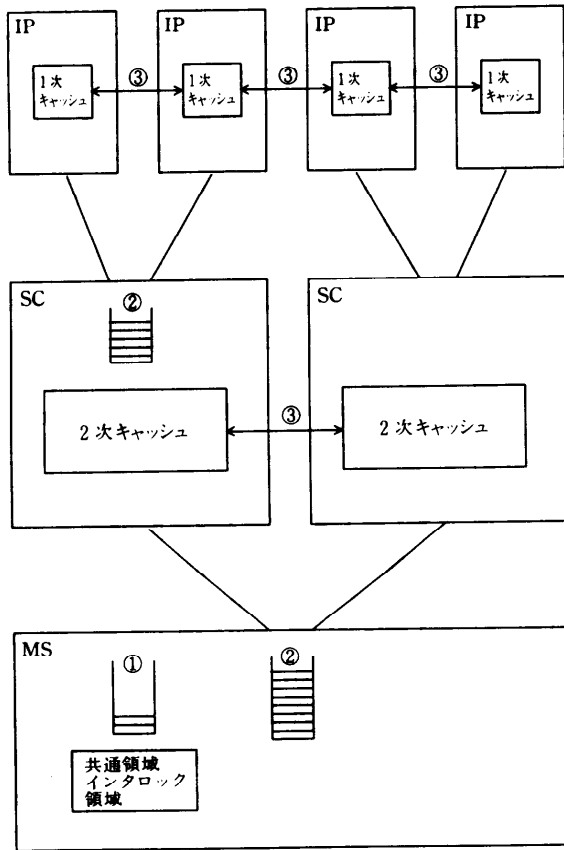 IP
IP
IP
IP
1次
キャッシュ
③
1次
キャッシュ
③
1次
キャッシュ
③
1次
キャッシュ
SC
②
2次キャッシュ
③
SC
2次キャッシュ
MS
①
②
共通領域
インタロック
領域